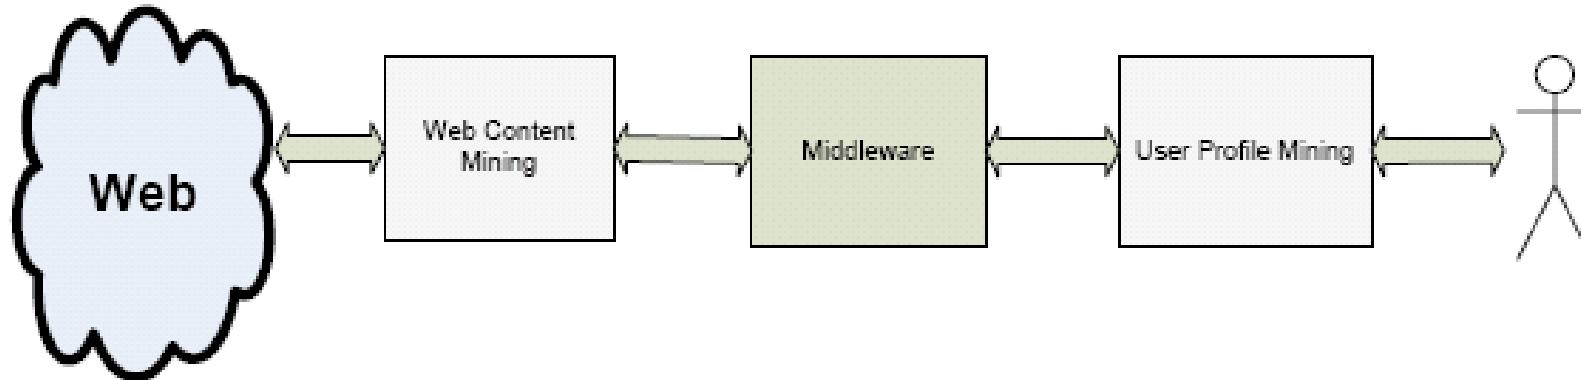 Web
Web Content
Mining
Middleware
User Profile Mining